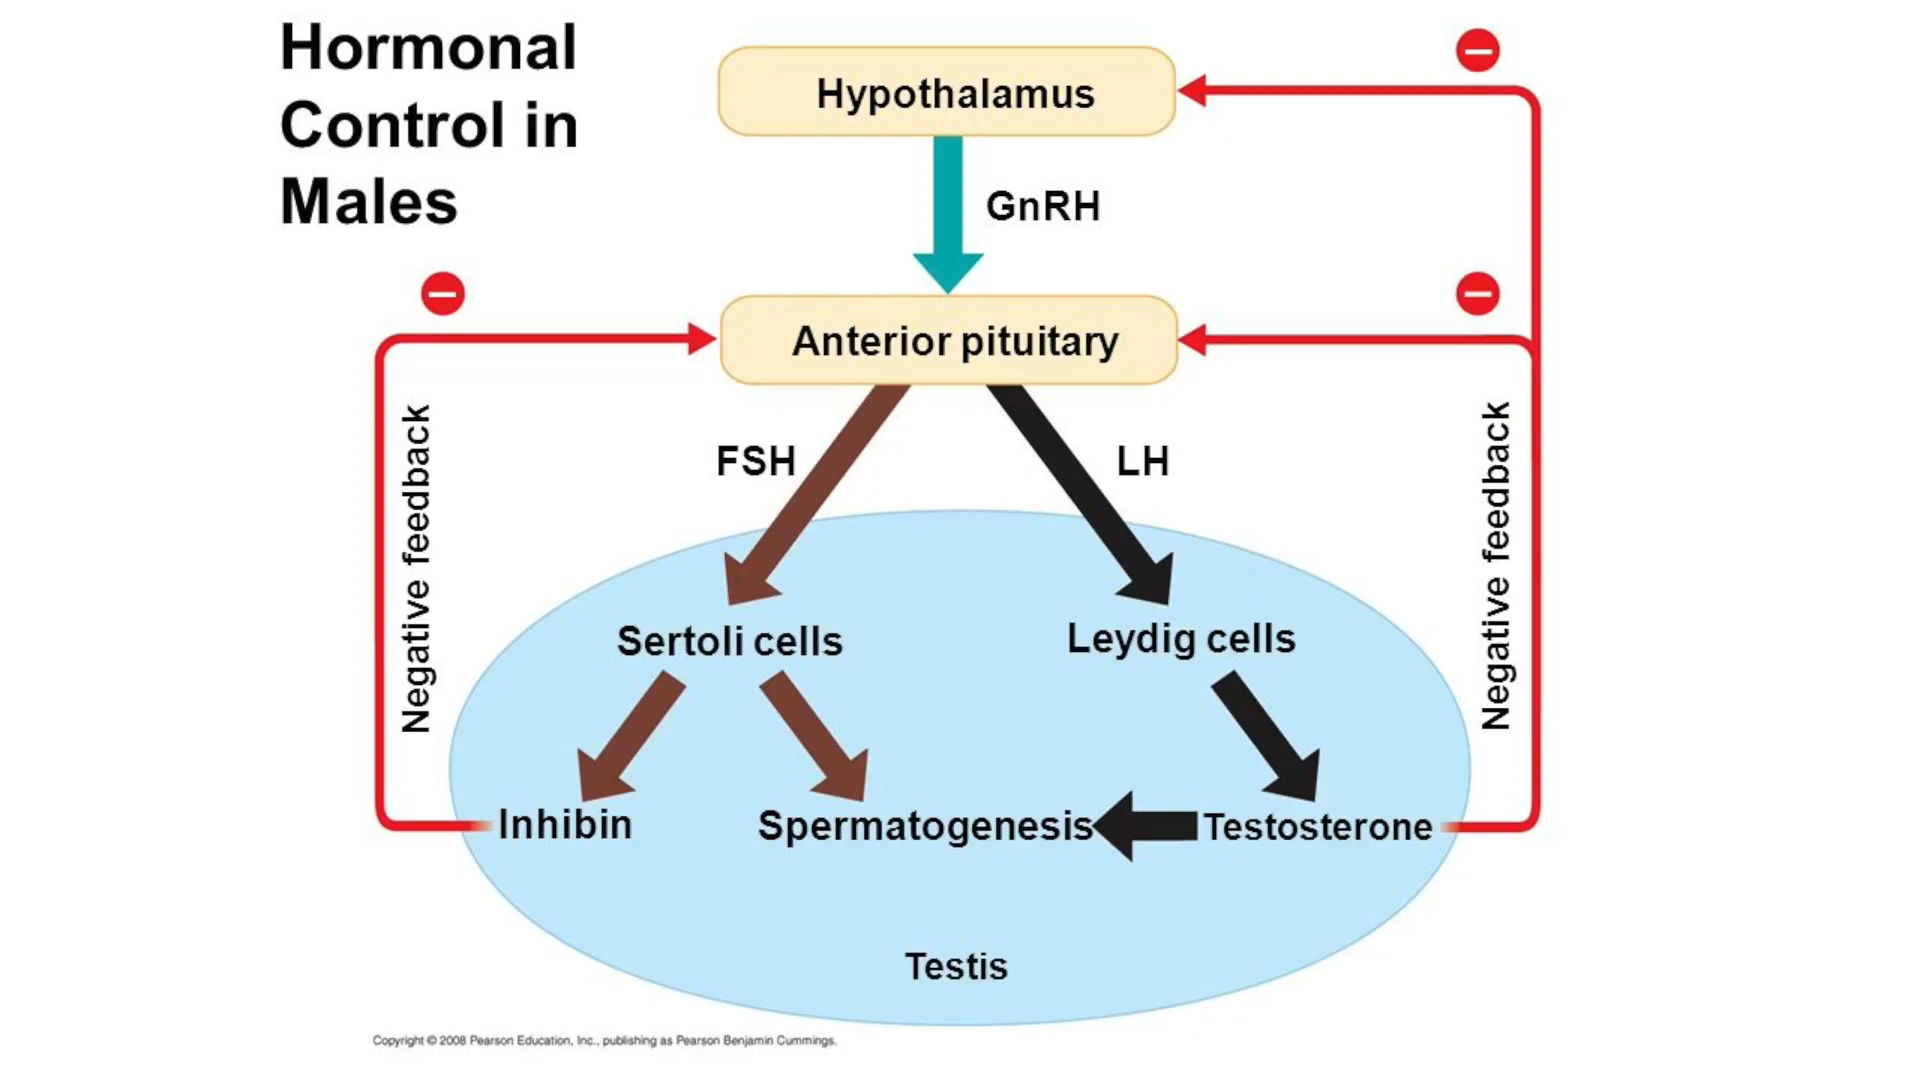 Hormonal
Control in
Males
Hypothalamus
GnRH
Anterior pituitary
Negative feedback
FSH
LH
Negative feedback
Sertoli cells
Leydig cells
Inhibin
Spermatogenesis
Testosterone
Testis
Copyright © 2008 Pearson Education, Inc., publishing as Pearson Benjamin Cummings.